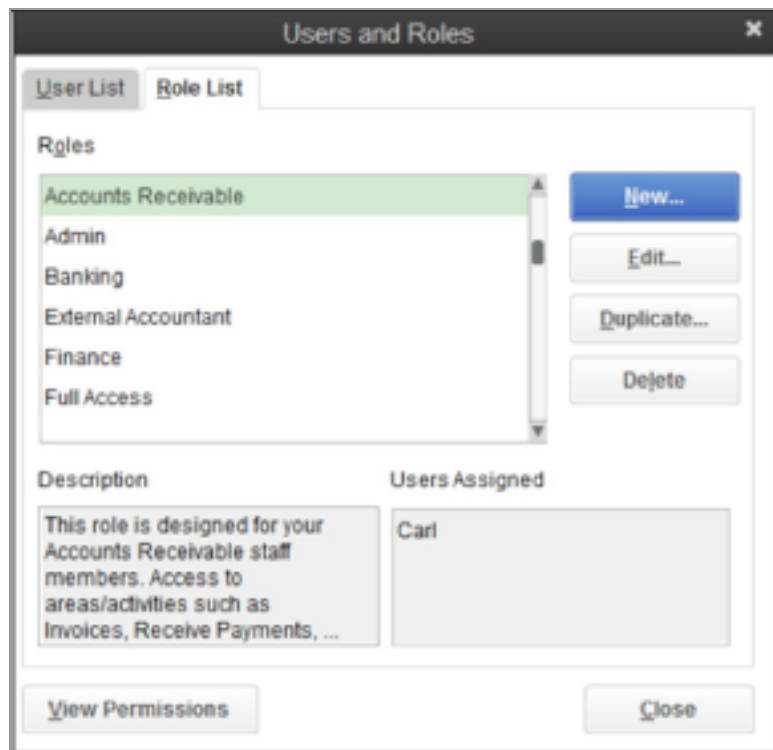 Users and Roles
User List
Role List
Roles
Accounts Receivable
Admin
Banking
External Accountant
Finance
Full Access
New...
Edit...
Duplicate...
Delete
Description
This role is designed for your
Accounts Receivable staff
members. Access to
areas/activities such as
Invoices, Receive Payments, ...
Users Assigned
Carl
View Permissions
Close